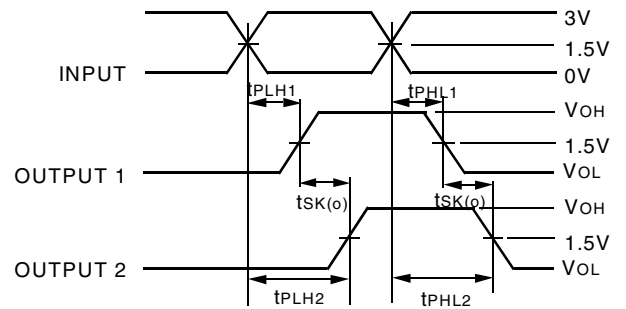 3V
1.5V
INPUT
0V
tPLH1
tPHL1
VOH
1.5V
OUTPUT 1
VOL
tSK(o)
tSK(o)
VOH
1.5V
OUTPUT 2
VOL
tPLH2
tPHL2